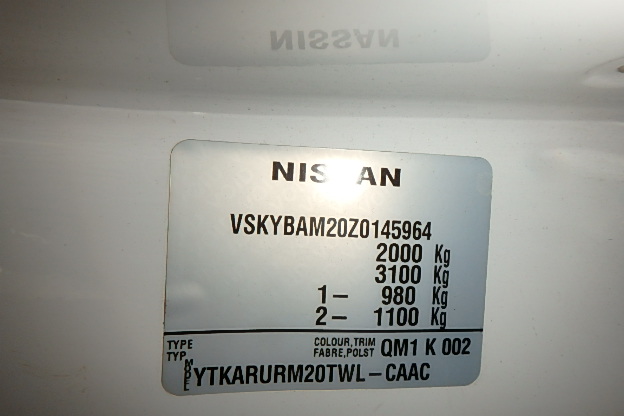 NISSAN
NISSAN
VSKYBAM20Z0145964
2000 Kg
3100 Kg
1– 980 Kg
2– 1100 Kg
TYPE COLOUR,TRIM QM1 K 002
TYP FABRE,POLST
MODEL YTKARURM20TWL–CAAC